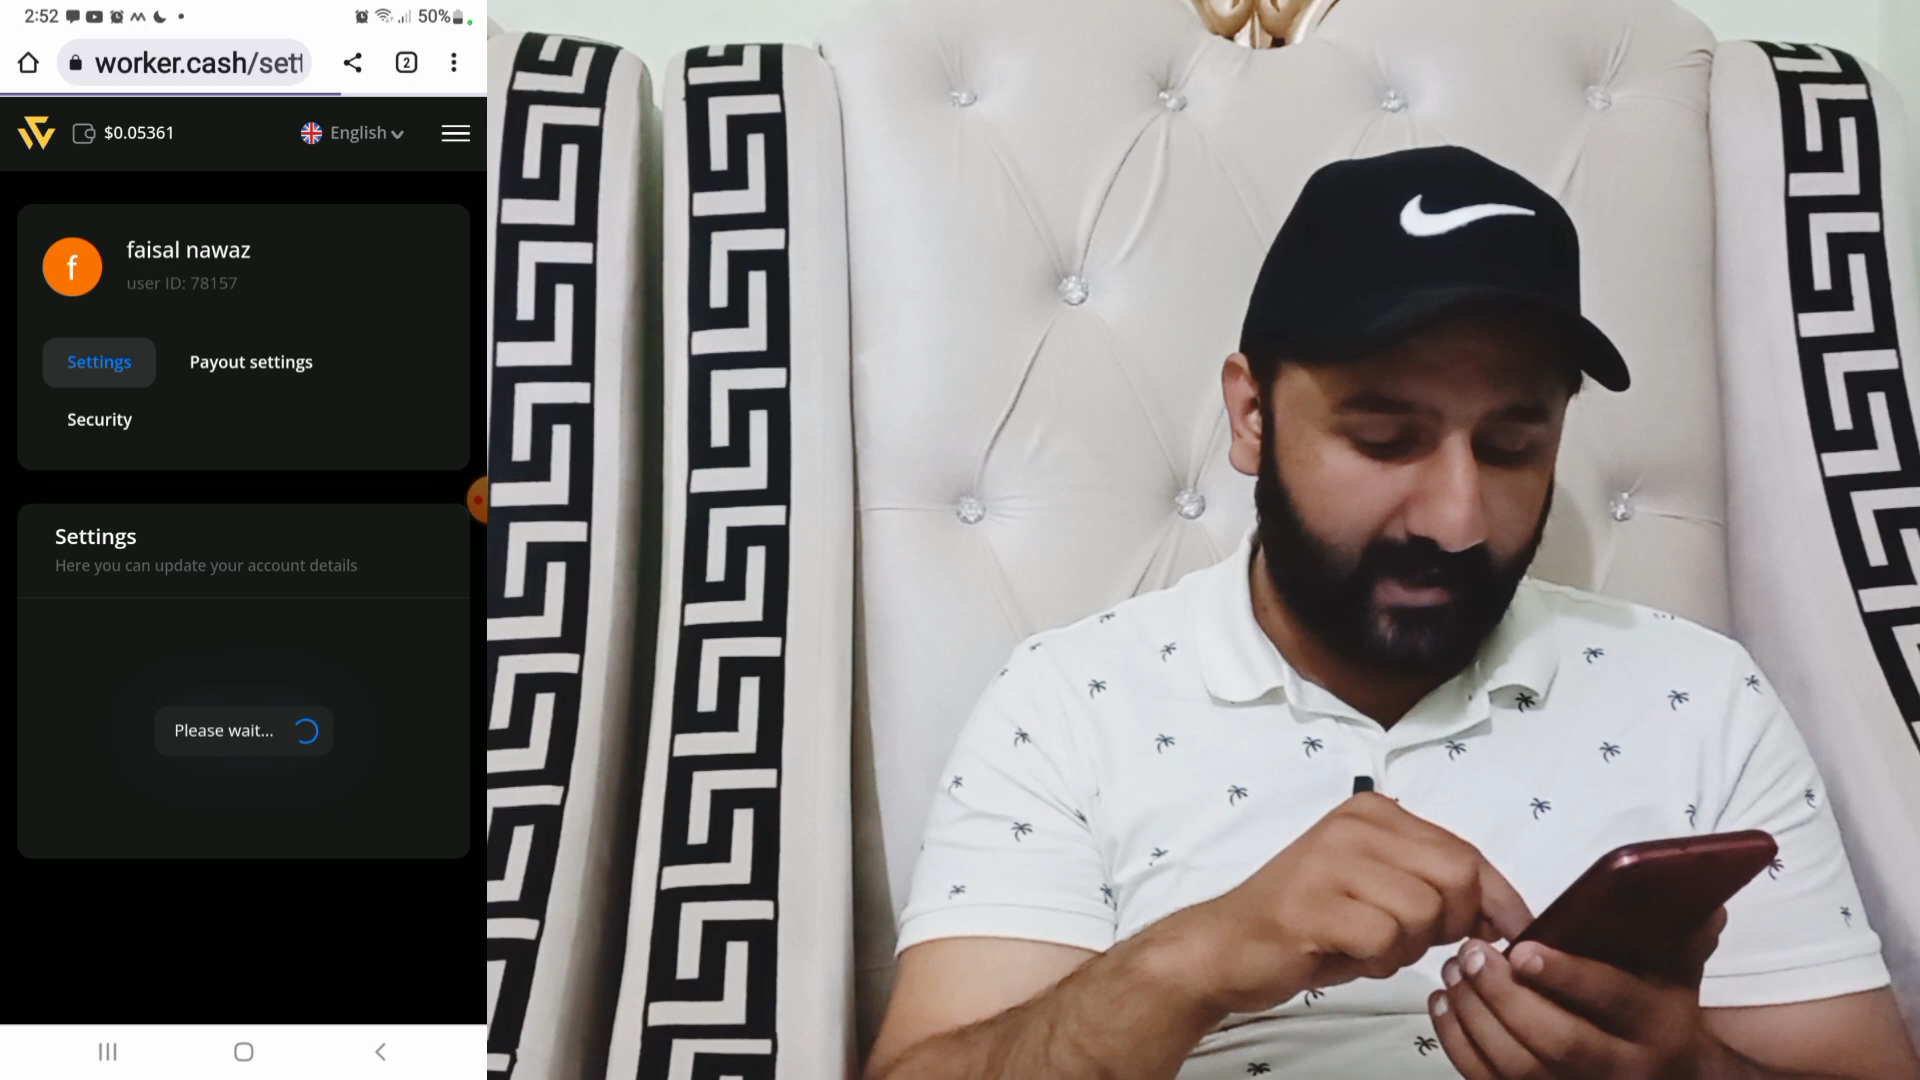 2:52
50%
worker.cash/sett
2
$0.05361
English
f
faisal nawaz
user ID: 78157
Settings
Payout settings
Security
Settings
Here you can update your account details
Please wait...